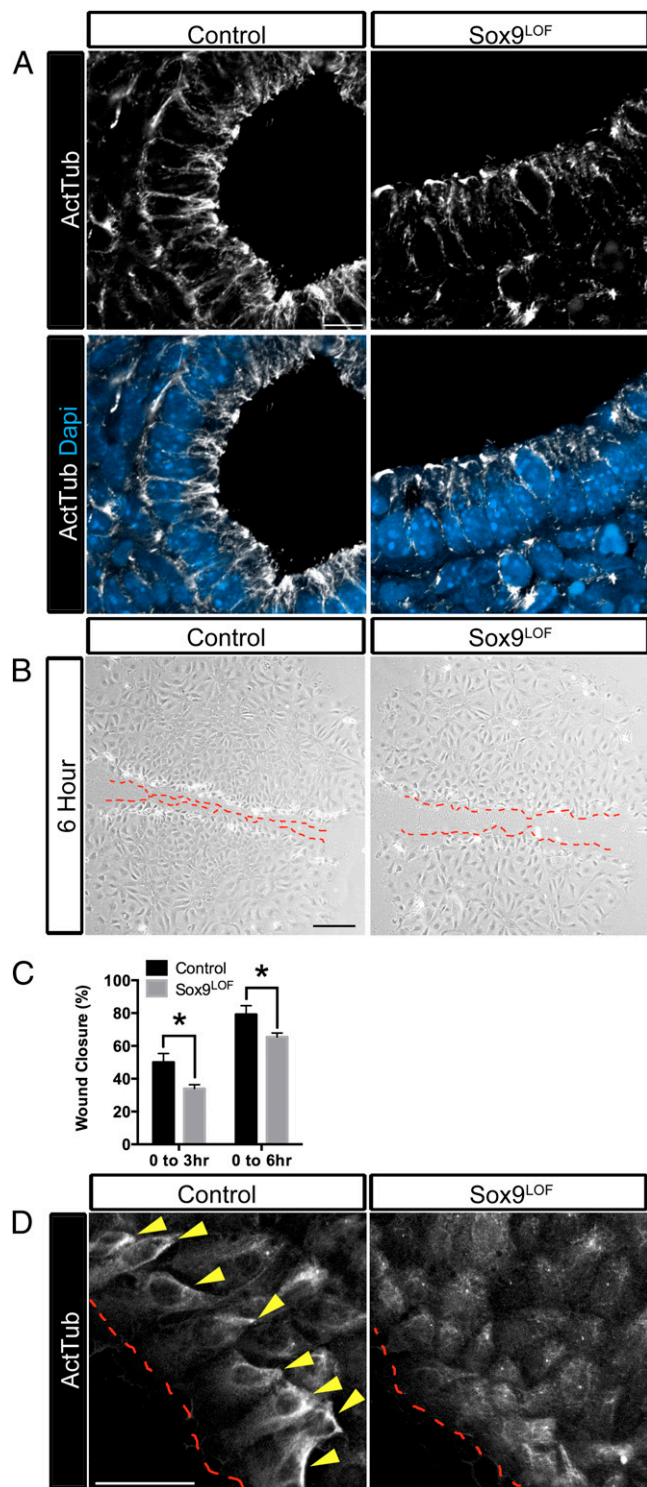 Control Sox9LOF
A
ActTub
ActTub Dapi
Control Sox9LOF
B
6 Hour
C
Control
Sox9LOF
Wound Closure (%)
100
80
60
40
20
0
* *
0 to 3hr 0 to 6hr
Control Sox9LOF
D
ActTub